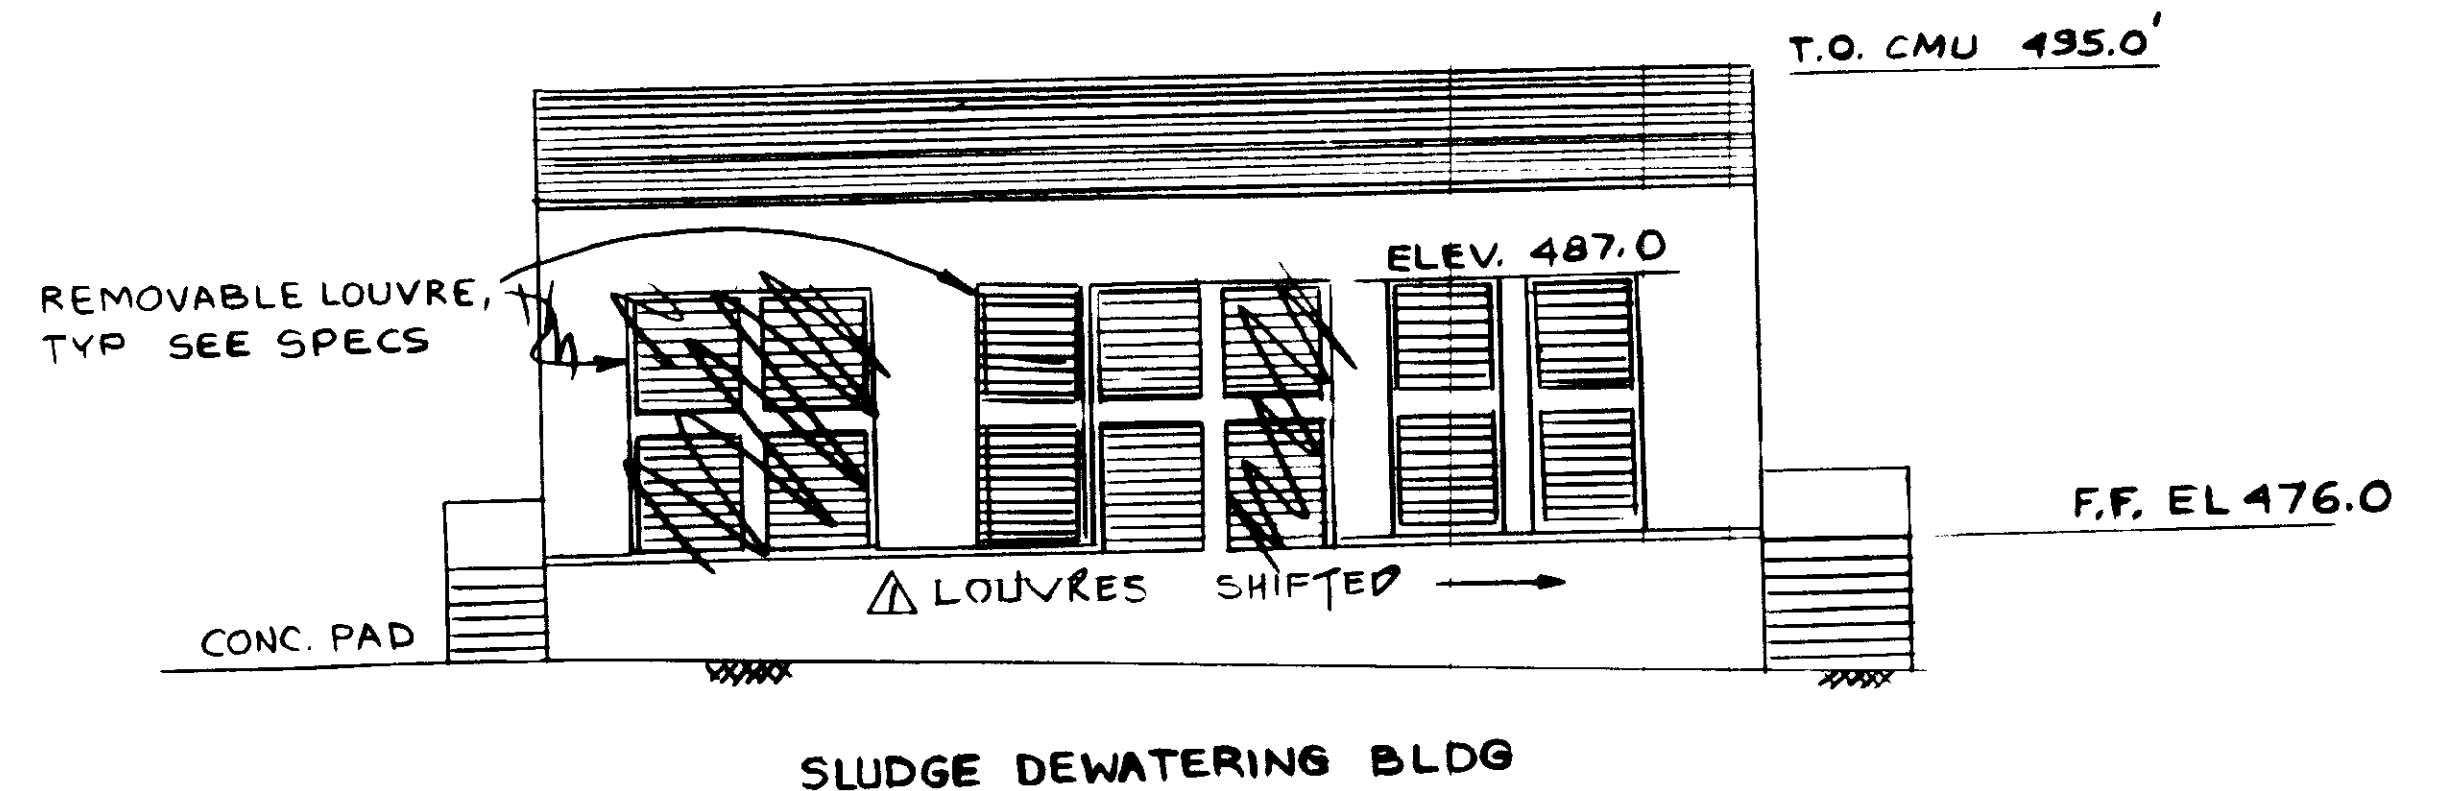 T.O. CMU 495.0'
ELEV. 487.0
REMOVABLE LOUVRE,
TYP SEE SPECS
F.F. EL 476.0
1 LOUVRES SHIFTED
CONC. PAD
SLUDGE DEWATERING BLDG